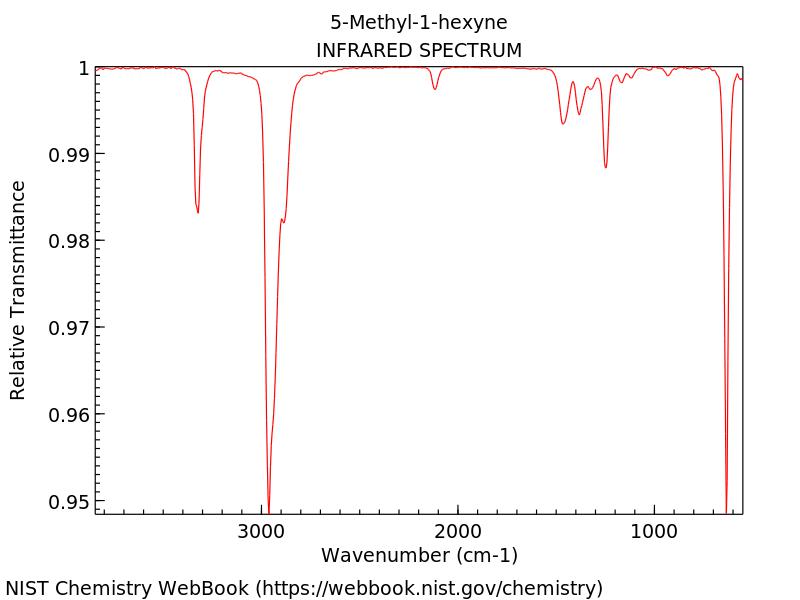 5-Methyl-1-hexyne
INFRARED SPECTRUM
1
0.99
0.98
0.97
0.96
0.95
Relative Transmittance
3000 2000 1000
Wavenumber (cm-1)
NIST Chemistry WebBook (https://webbook.nist.gov/chemistry)